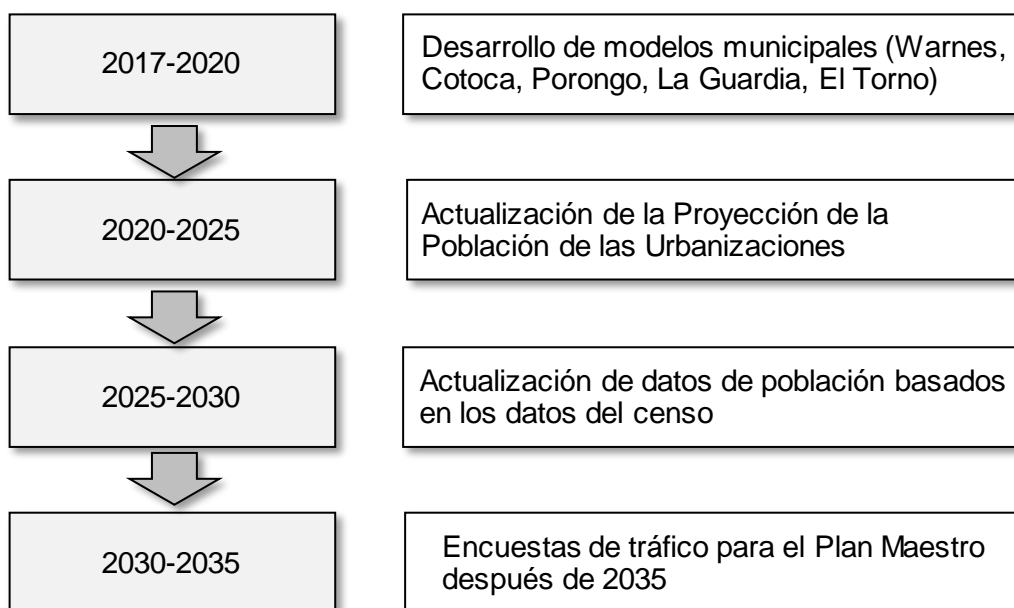 2017-2020
Desarrollo de modelos municipales (Warnes,
Cotoca, Porongo, La Guardia, El Torno)
2020-2025
Actualización de la Proyección de la
Población de las Urbanizaciones
2025-2030
Actualización de datos de población basados
en los datos del censo
2030-2035
Encuestas de tráfico para el Plan Maestro
después de 2035